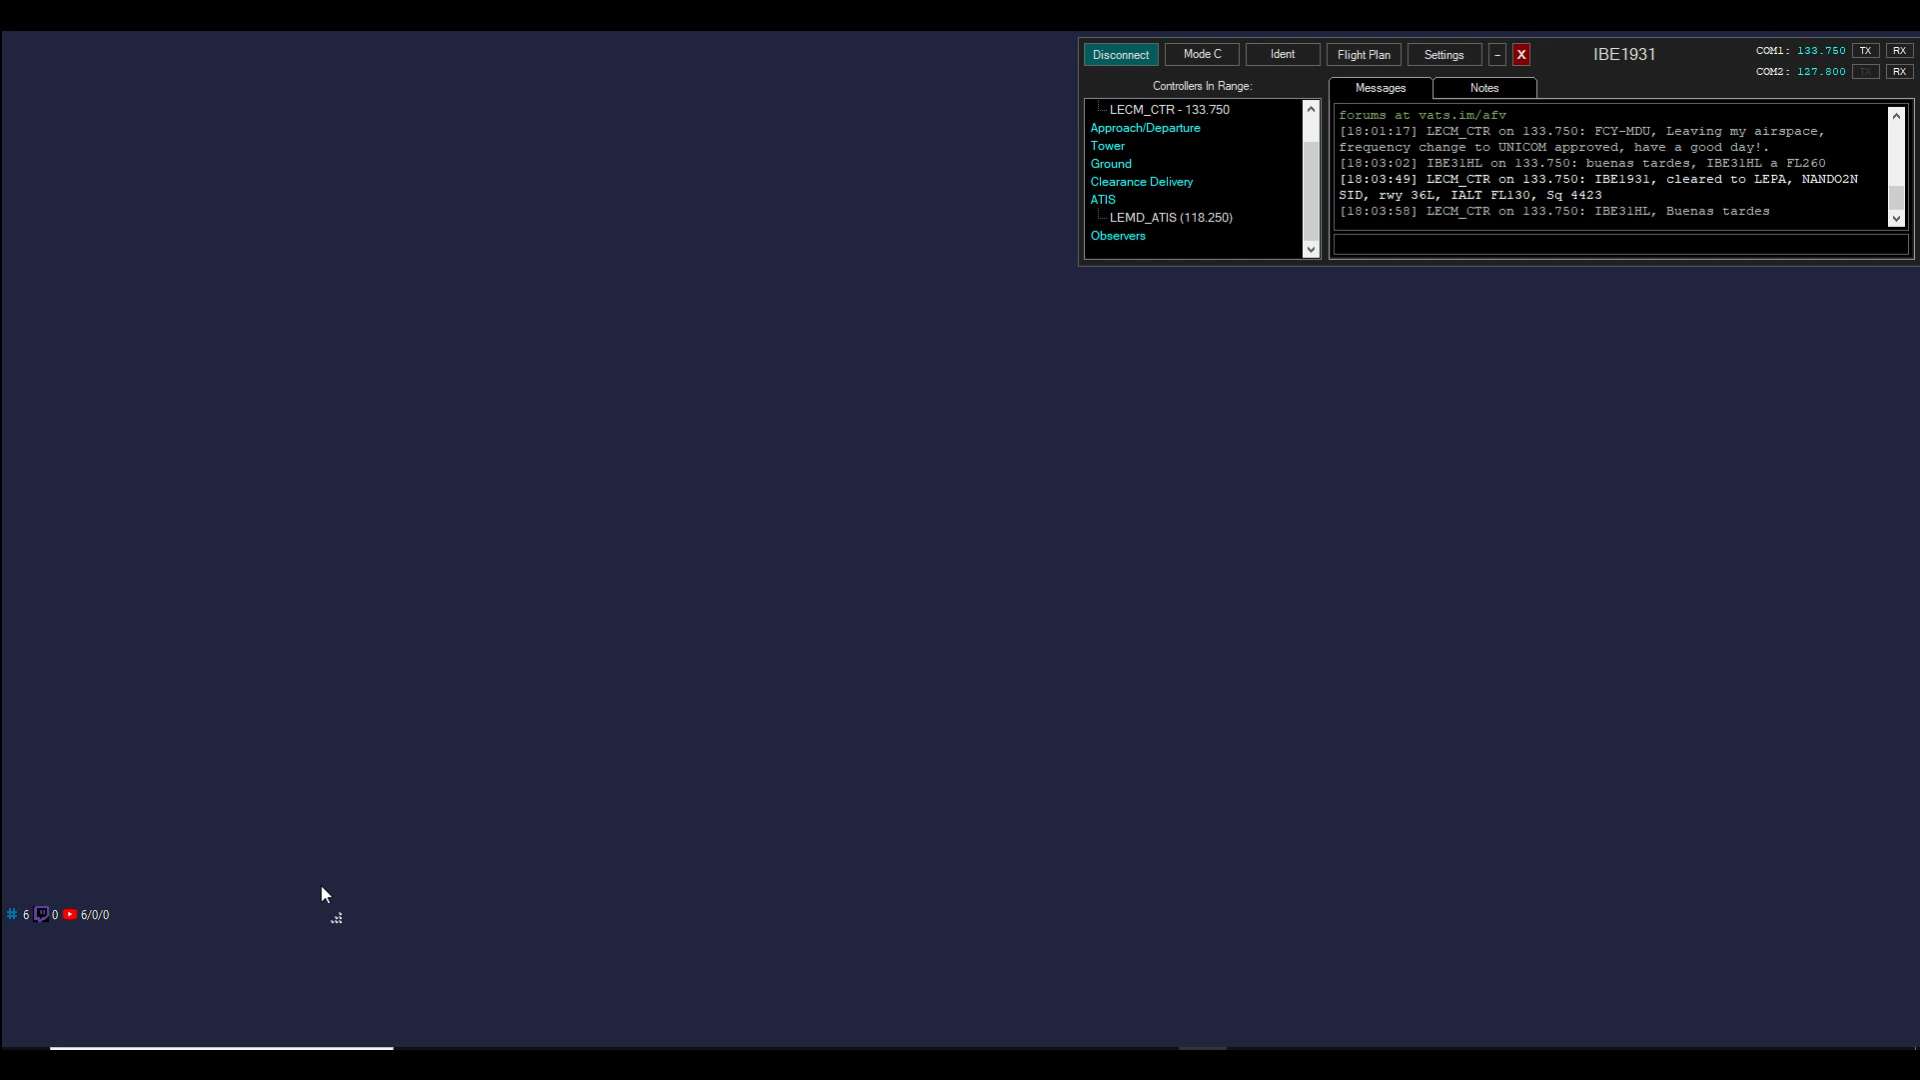 Disconnect Mode C Ident Flight Plan Settings - X IBE1931 COM1: 133.750 TX RX
COM2: 127.800 TX RX
Controllers In Range:
LECM_CTR - 133.750
Approach/Departure
Tower
Ground
Clearance Delivery
ATIS
LEMD_ATIS (118.250)
Observers
Messages Notes
forums at vats.im/afv
[18:01:17] LECM_CTR on 133.750: FCY-MDU, Leaving my airspace,
frequency change to UNICOM approved, have a good day!.
[18:03:02] IBE31HL on 133.750: buenas tardes, IBE31HL a FL260
[18:03:49] LECM_CTR on 133.750: IBE1931, cleared to LEPA, NANDO2N
SID, rwy 36L, IALT FL130, Sq 4423
[18:03:58] LECM_CTR on 133.750: IBE31HL, Buenas tardes
# 6 0 6/0/0